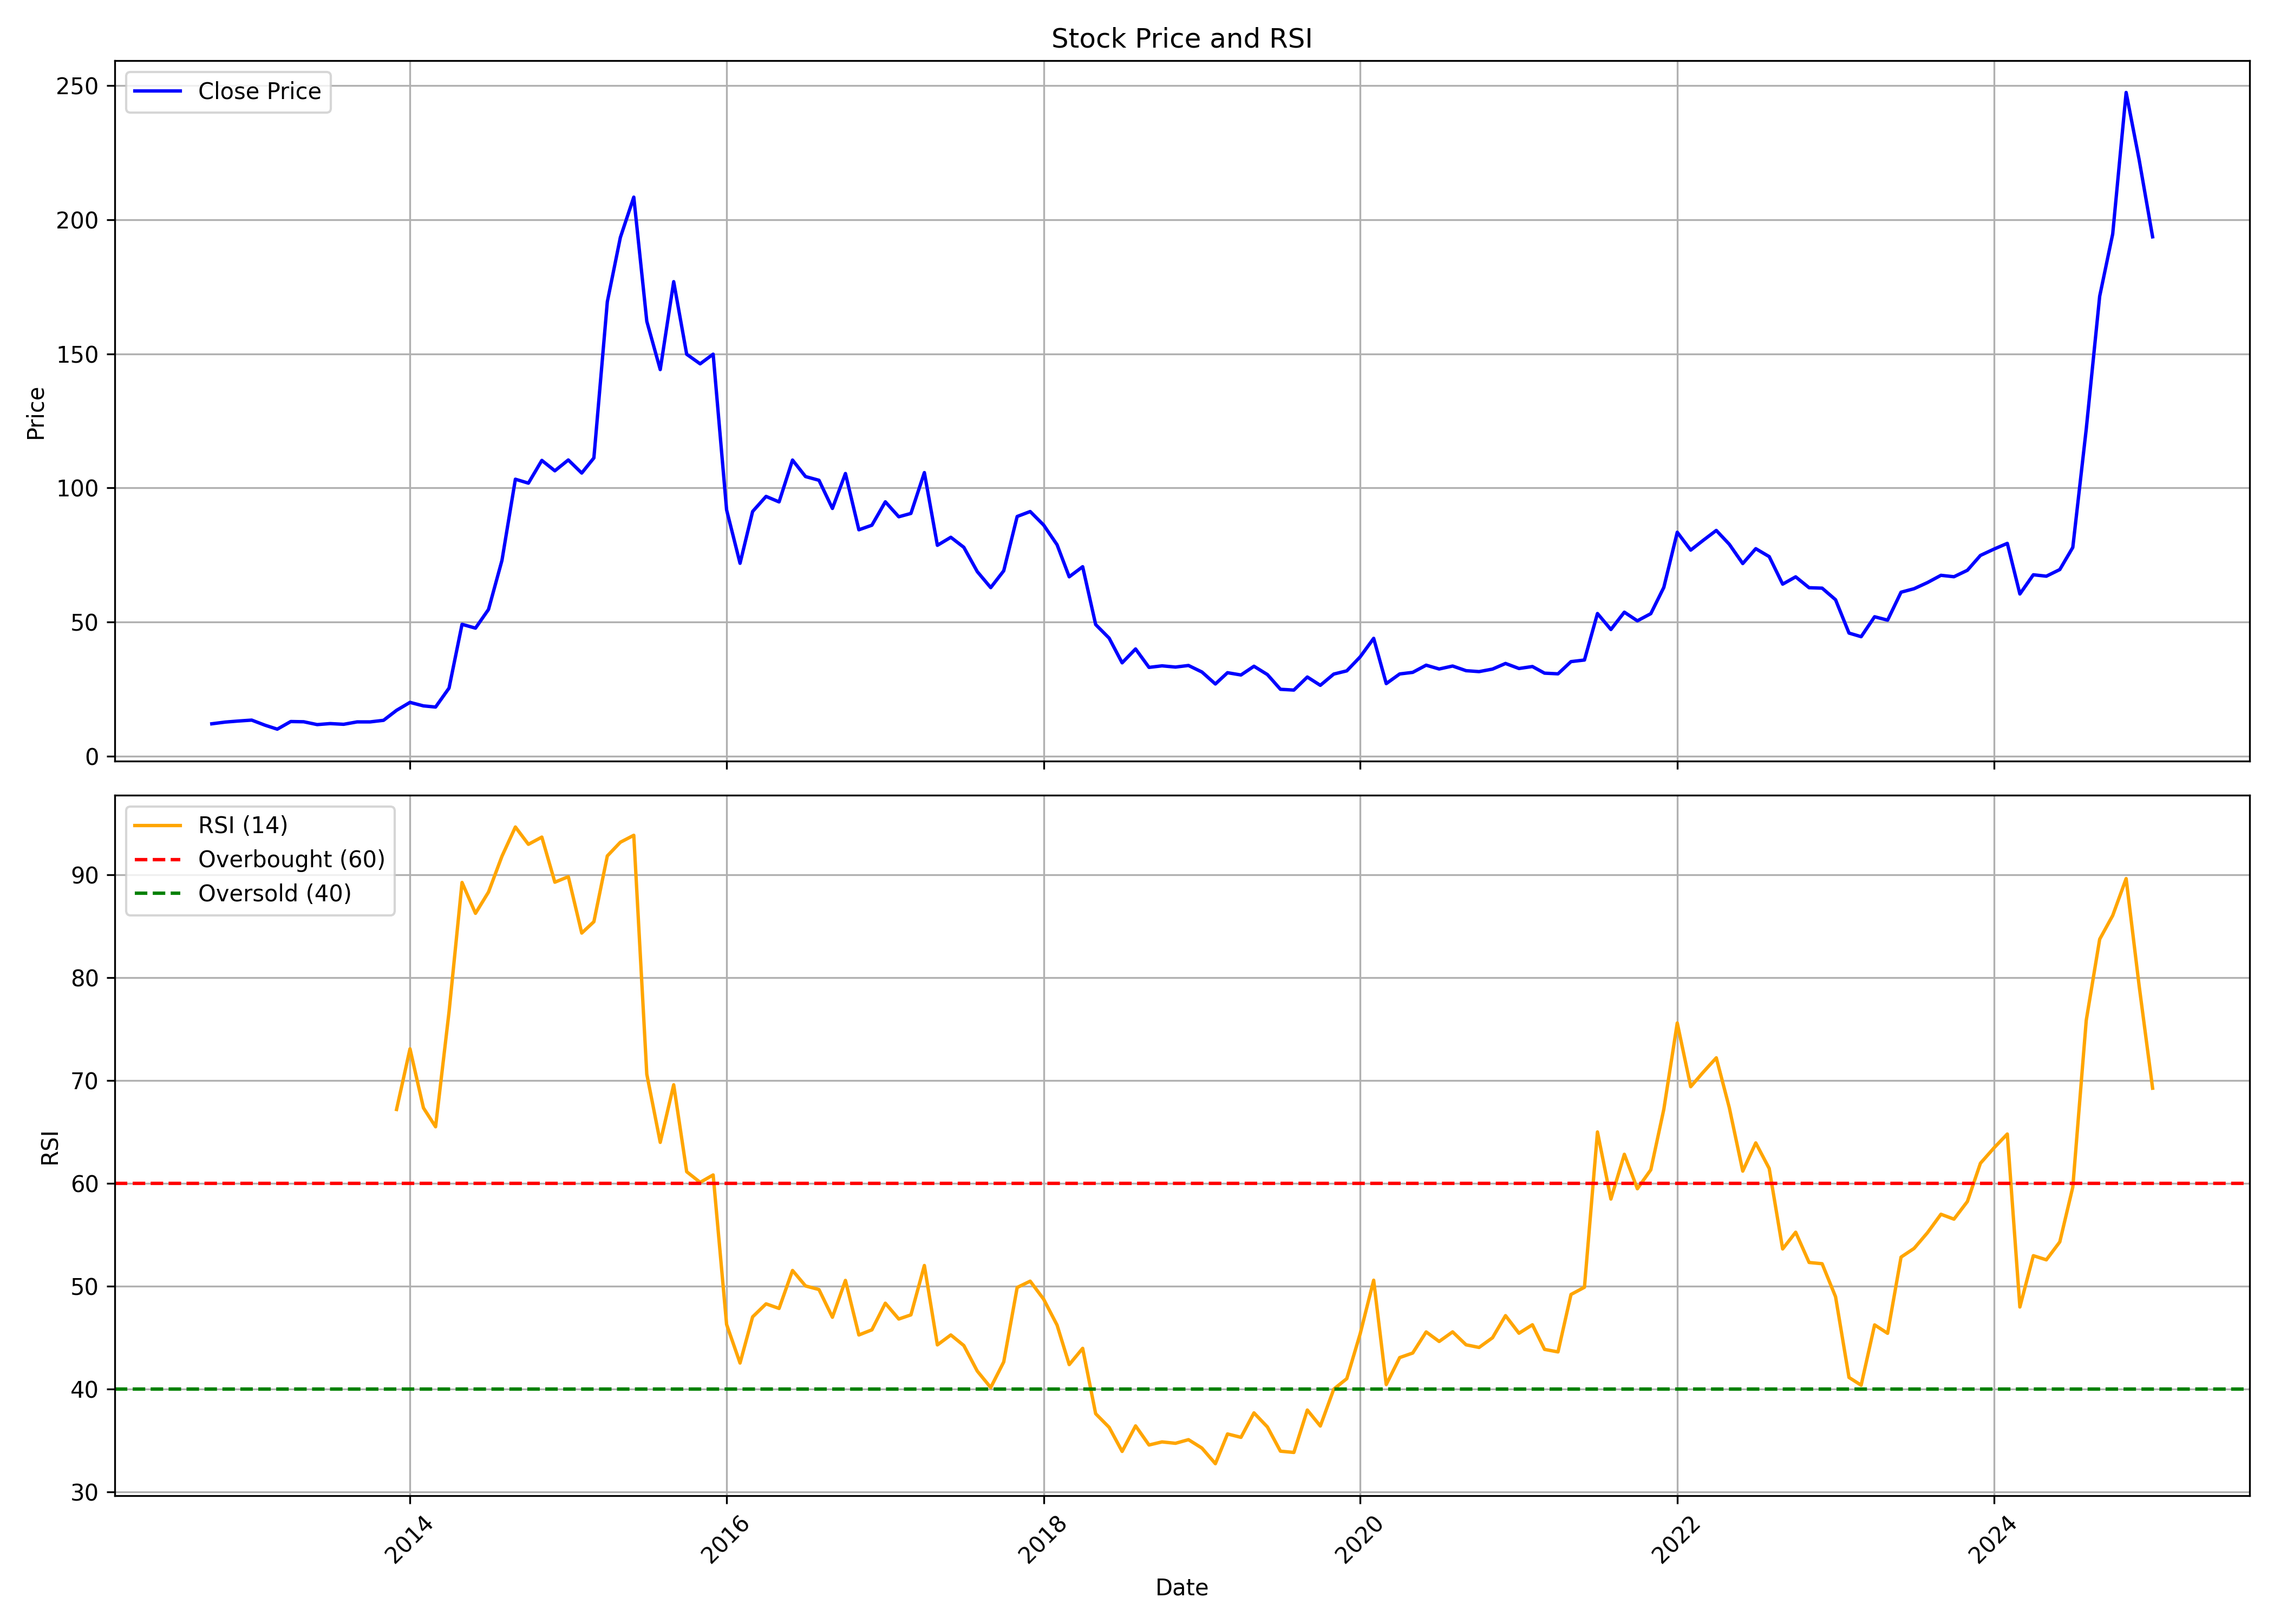 Stock Price and RSI
Close Price
250
200
150
100
50
0
Price
RSI (14)
Overbought (60)
Oversold (40)
90
80
70
60
50
40
30
RSI
2014
2016
2018
2020
2022
2024
Date